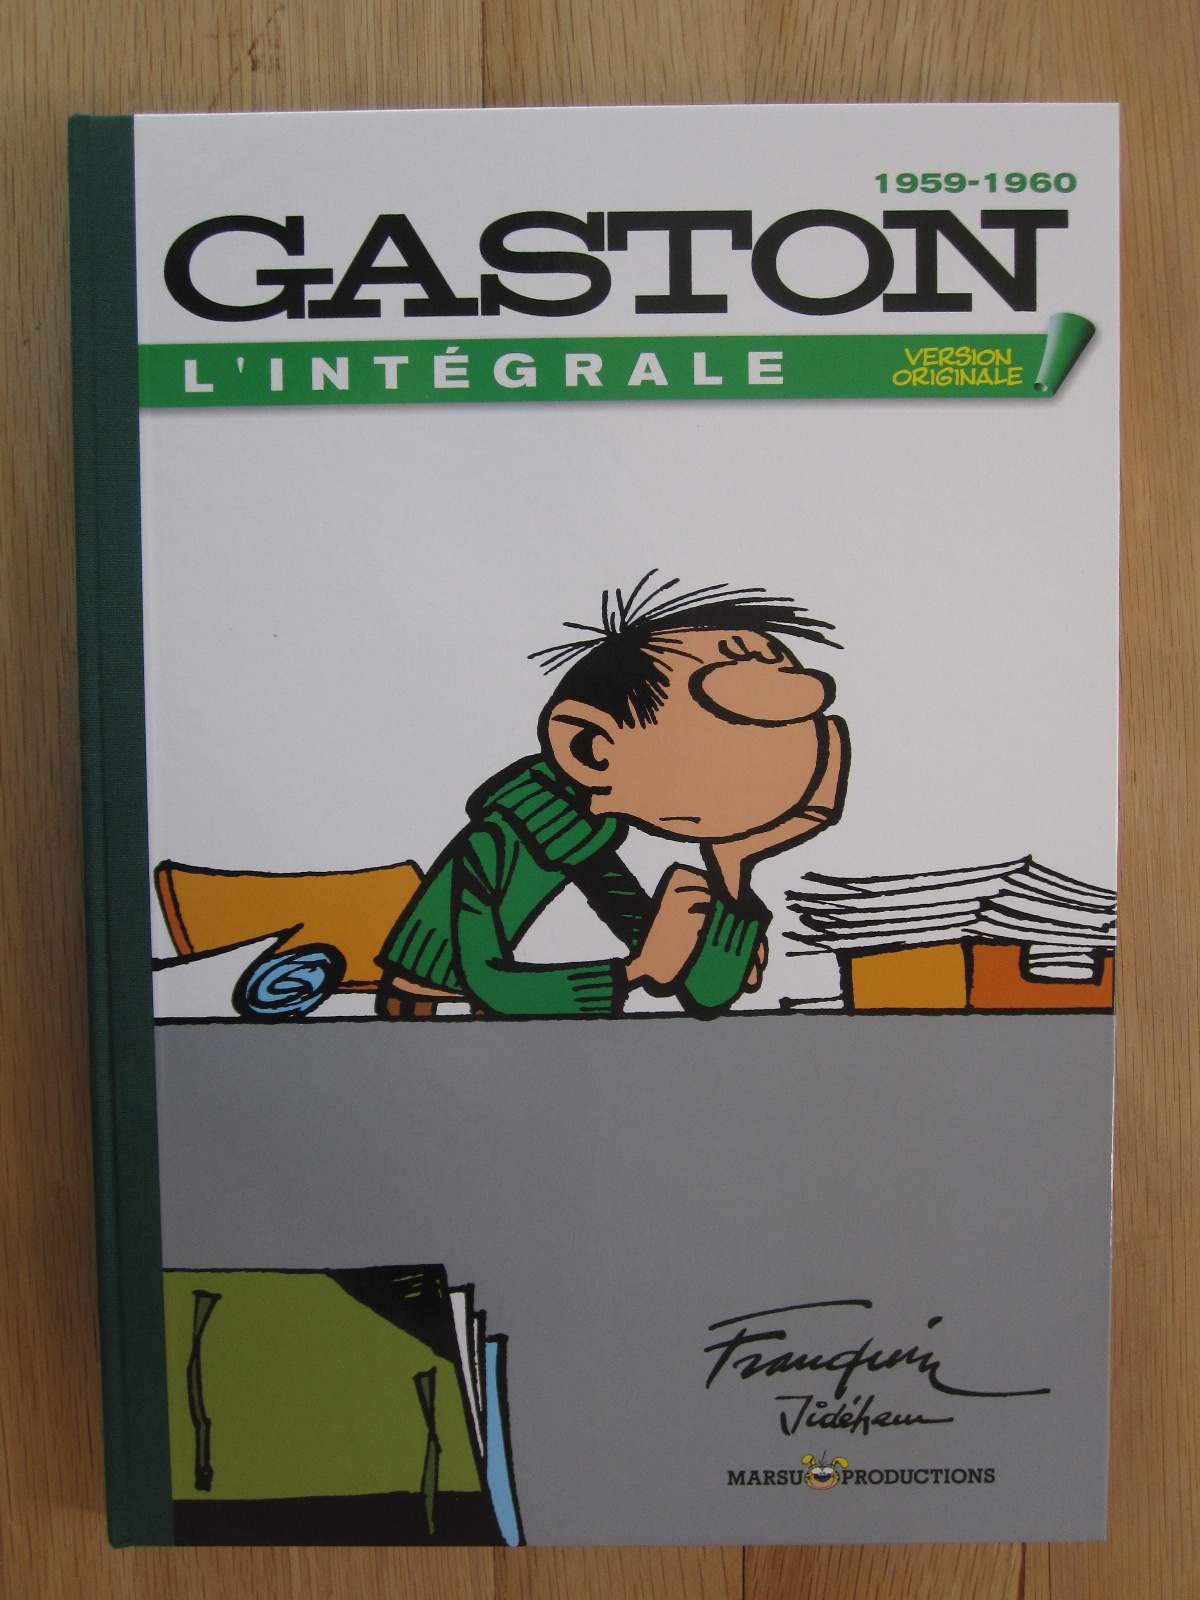 1959-1960
GASTON
L'INTÉGRALE
VERSION
ORIGINALE
Franquin
Jidéhem
MARSU PRODUCTIONS